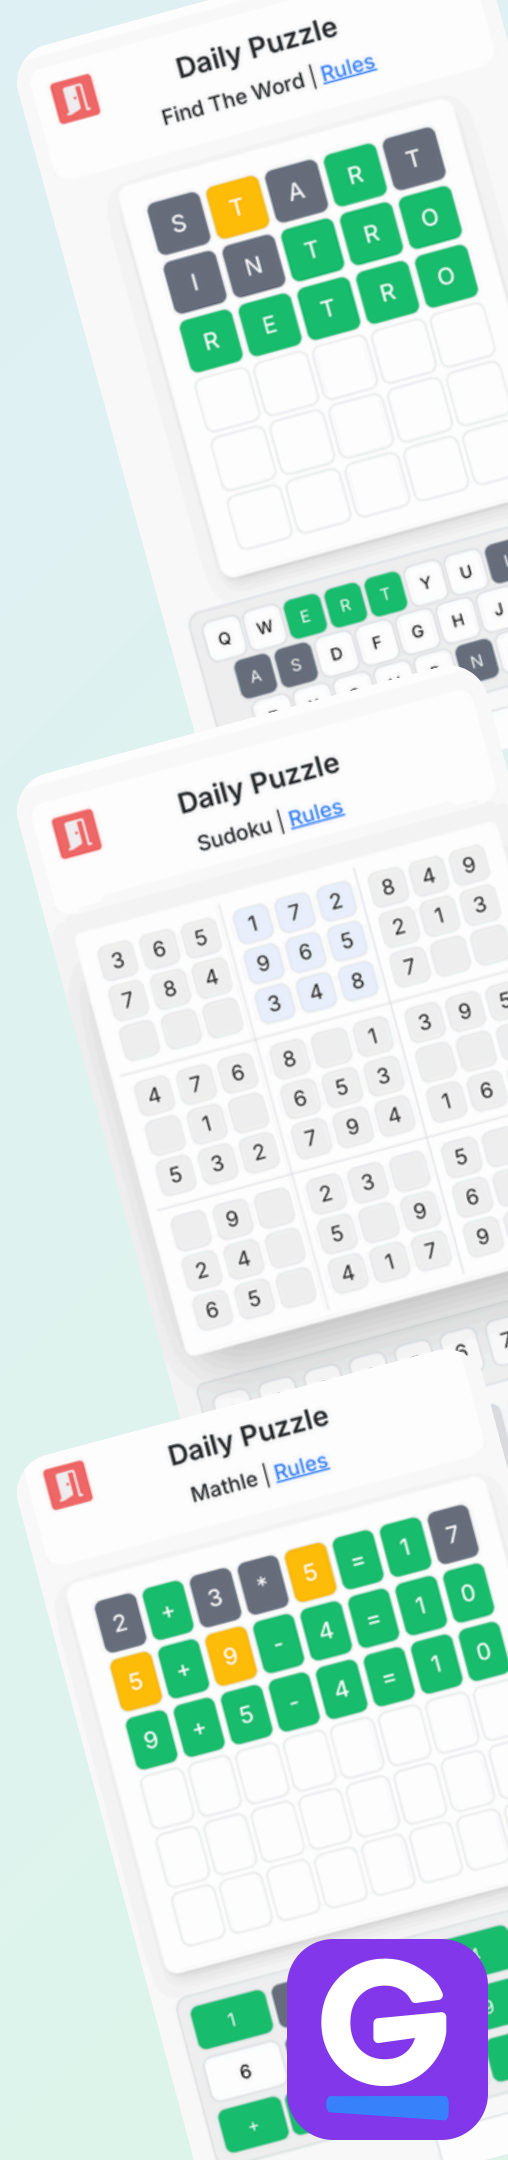 Daily Puzzle
Find The Word | Rules
S T A R T
I N T R O
R E T R O
Q W E R T Y U
A S D F G H J
N
Daily Puzzle
Sudoku | Rules
3 6 5 1 7 2 8 4 9
7 8 4 9 6 5 2 1 3
3 4 8 7
4 7 6 8 1 3 9 5
1 6 5 3
5 3 2 7 9 4 1 6
9 2 3 5
2 4 5 9 6
6 5 4 1 7 9
6 7
Daily Puzzle
Mathle | Rules
2 + 3 * 5 = 1 7
5 + 9 - 4 = 1 0
9 + 5 - 4 = 1 0
1
9
6
+
G